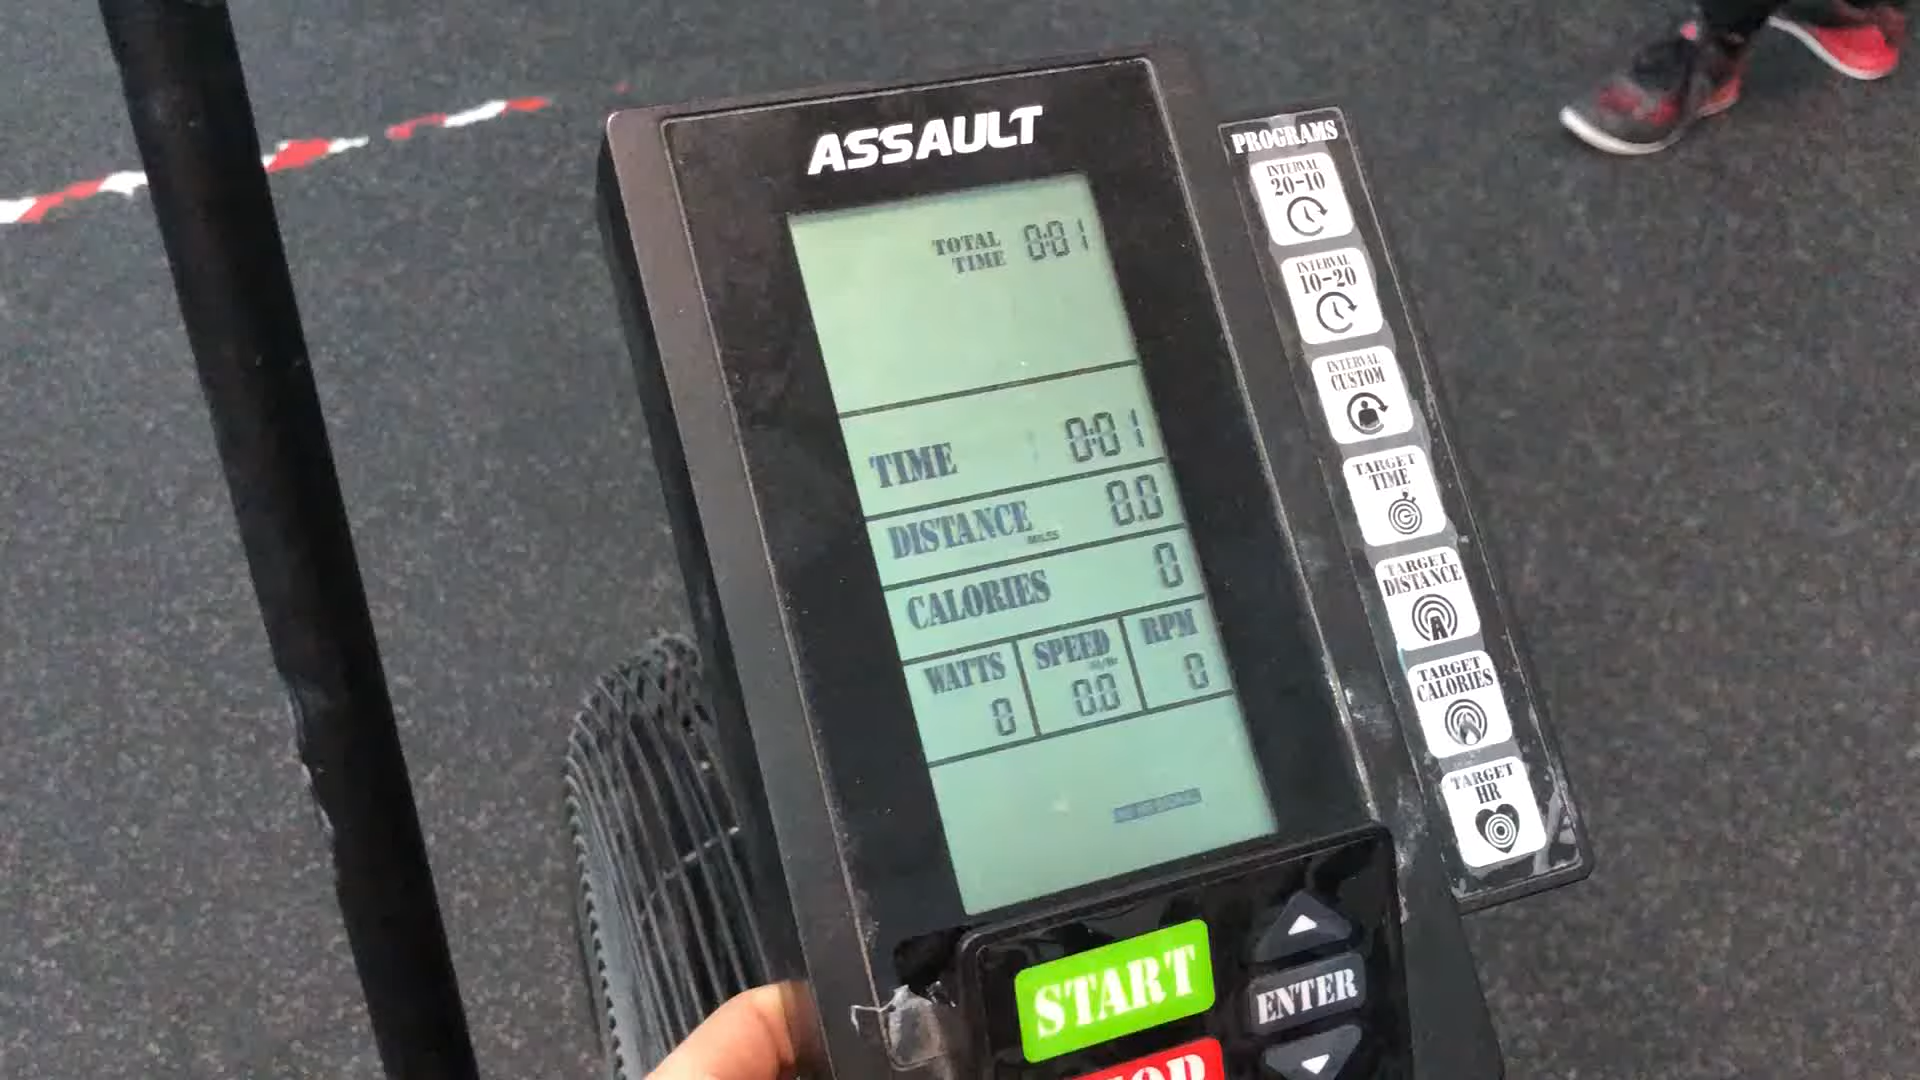 ASSAULT
TOTAL TIME 0:01
TIME 0:01
DISTANCE MILES 0.0
CALORIES 0
WATTS 0
SPEED 0.0
RPM 0
START
ENTER
PROGRAMS
INTERVAL
20-10
INTERVAL
10-20
INTERVAL
CUSTOM
TARGET
TIME
TARGET
DISTANCE
TARGET
CALORIES
TARGET
HR